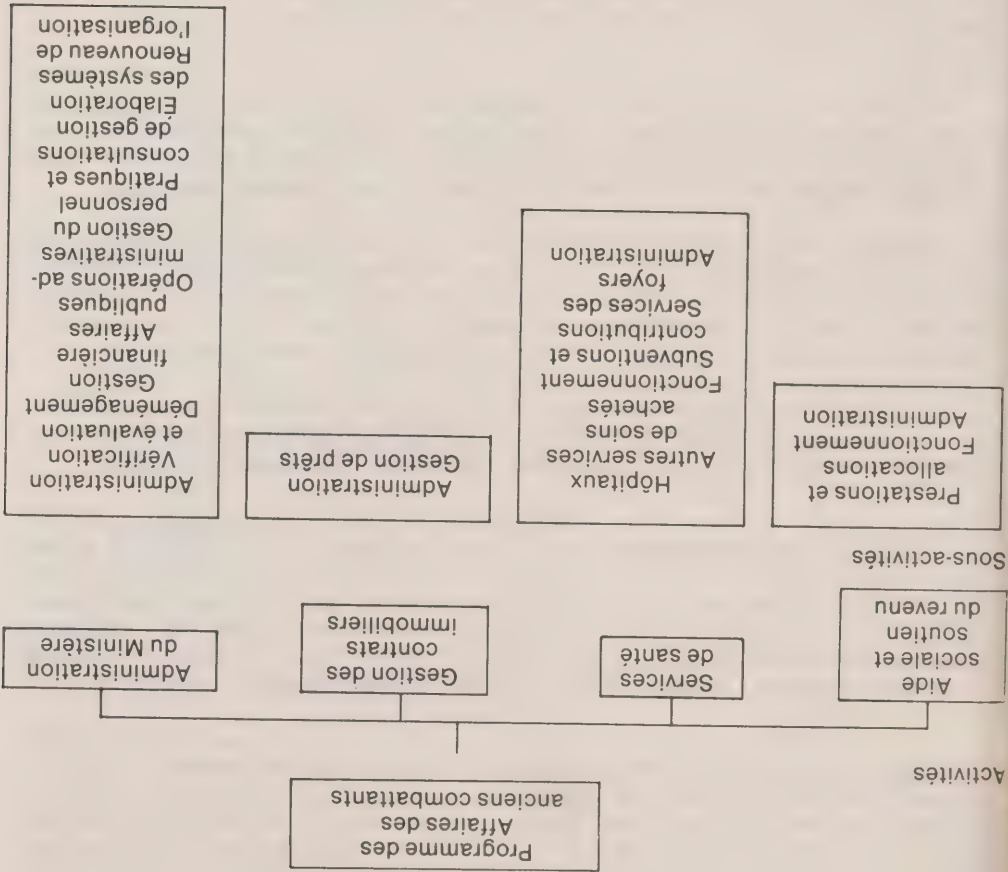 Programme des
Affaires des
anciens combattants
Activités
Aide
sociale et
soutien
du revenu
Services
de santé
Gestion des
contrats
immobiliers
Administration
du Ministère
Sous-activités
Prestations et
allocations
Fonctionnement
Administration
Hôpitaux
Autres services
de soins
achetés
Fonctionnement
Subventions et
contributions
Services des
foyers
Administration
Administration
Gestion de prêts
Administration
Vérification
et évaluation
Déménagement
Gestion
financière
Affaires
publiques
Opérations ad-
ministratives
Gestion du
personnel
Pratiques et
consultations
de gestion
Élaboration
des systèmes
Renouveau de
l'organisation